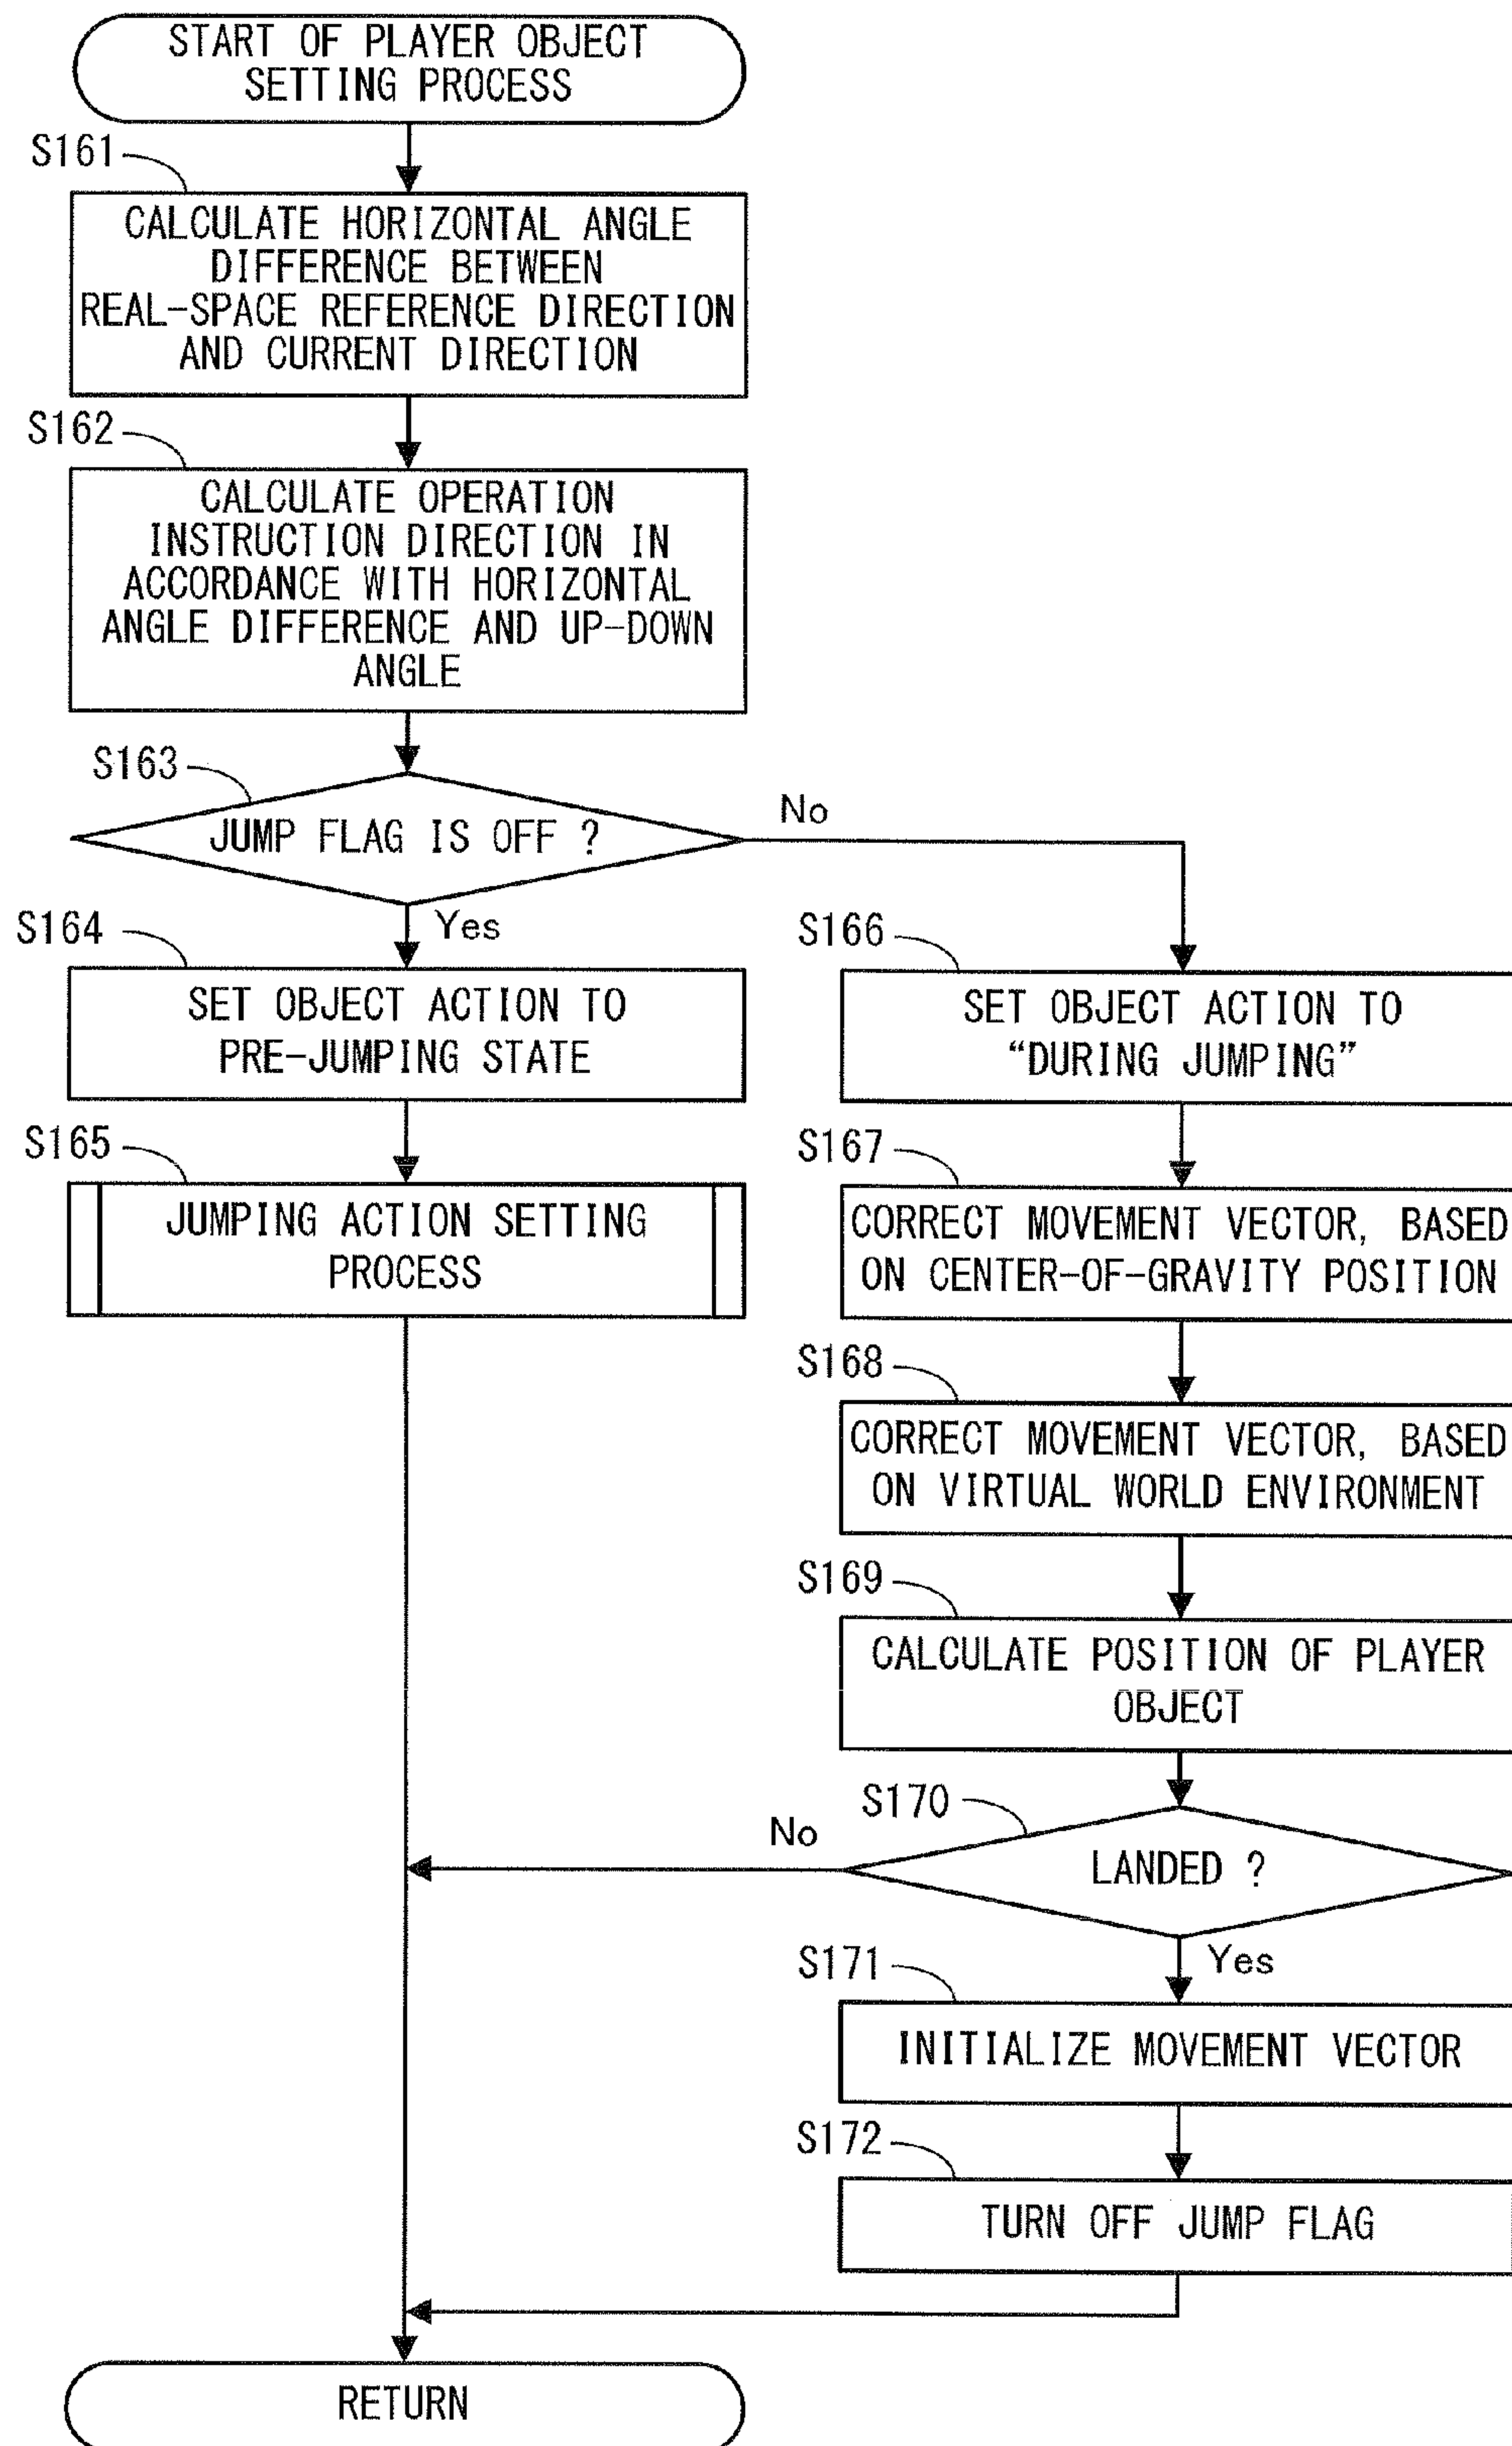 START OF PLAYER OBJECT
SETTING PROCESS
S161
CALCULATE HORIZONTAL ANGLE
DIFFERENCE BETWEEN
REAL-SPACE REFERENCE DIRECTION
AND CURRENT DIRECTION
S162
CALCULATE OPERATION
INSTRUCTION DIRECTION IN
ACCORDANCE WITH HORIZONTAL
ANGLE DIFFERENCE AND UP-DOWN
ANGLE
S163
JUMP FLAG IS OFF ?
No
Yes
S164
SET OBJECT ACTION TO
PRE-JUMPING STATE
S165
JUMPING ACTION SETTING
PROCESS
S166
SET OBJECT ACTION TO
“DURING JUMPING”
S167
CORRECT MOVEMENT VECTOR, BASED
ON CENTER-OF-GRAVITY POSITION
S168
CORRECT MOVEMENT VECTOR, BASED
ON VIRTUAL WORLD ENVIRONMENT
S169
CALCULATE POSITION OF PLAYER
OBJECT
S170
LANDED ?
No
Yes
S171
INITIALIZE MOVEMENT VECTOR
S172
TURN OFF JUMP FLAG
RETURN